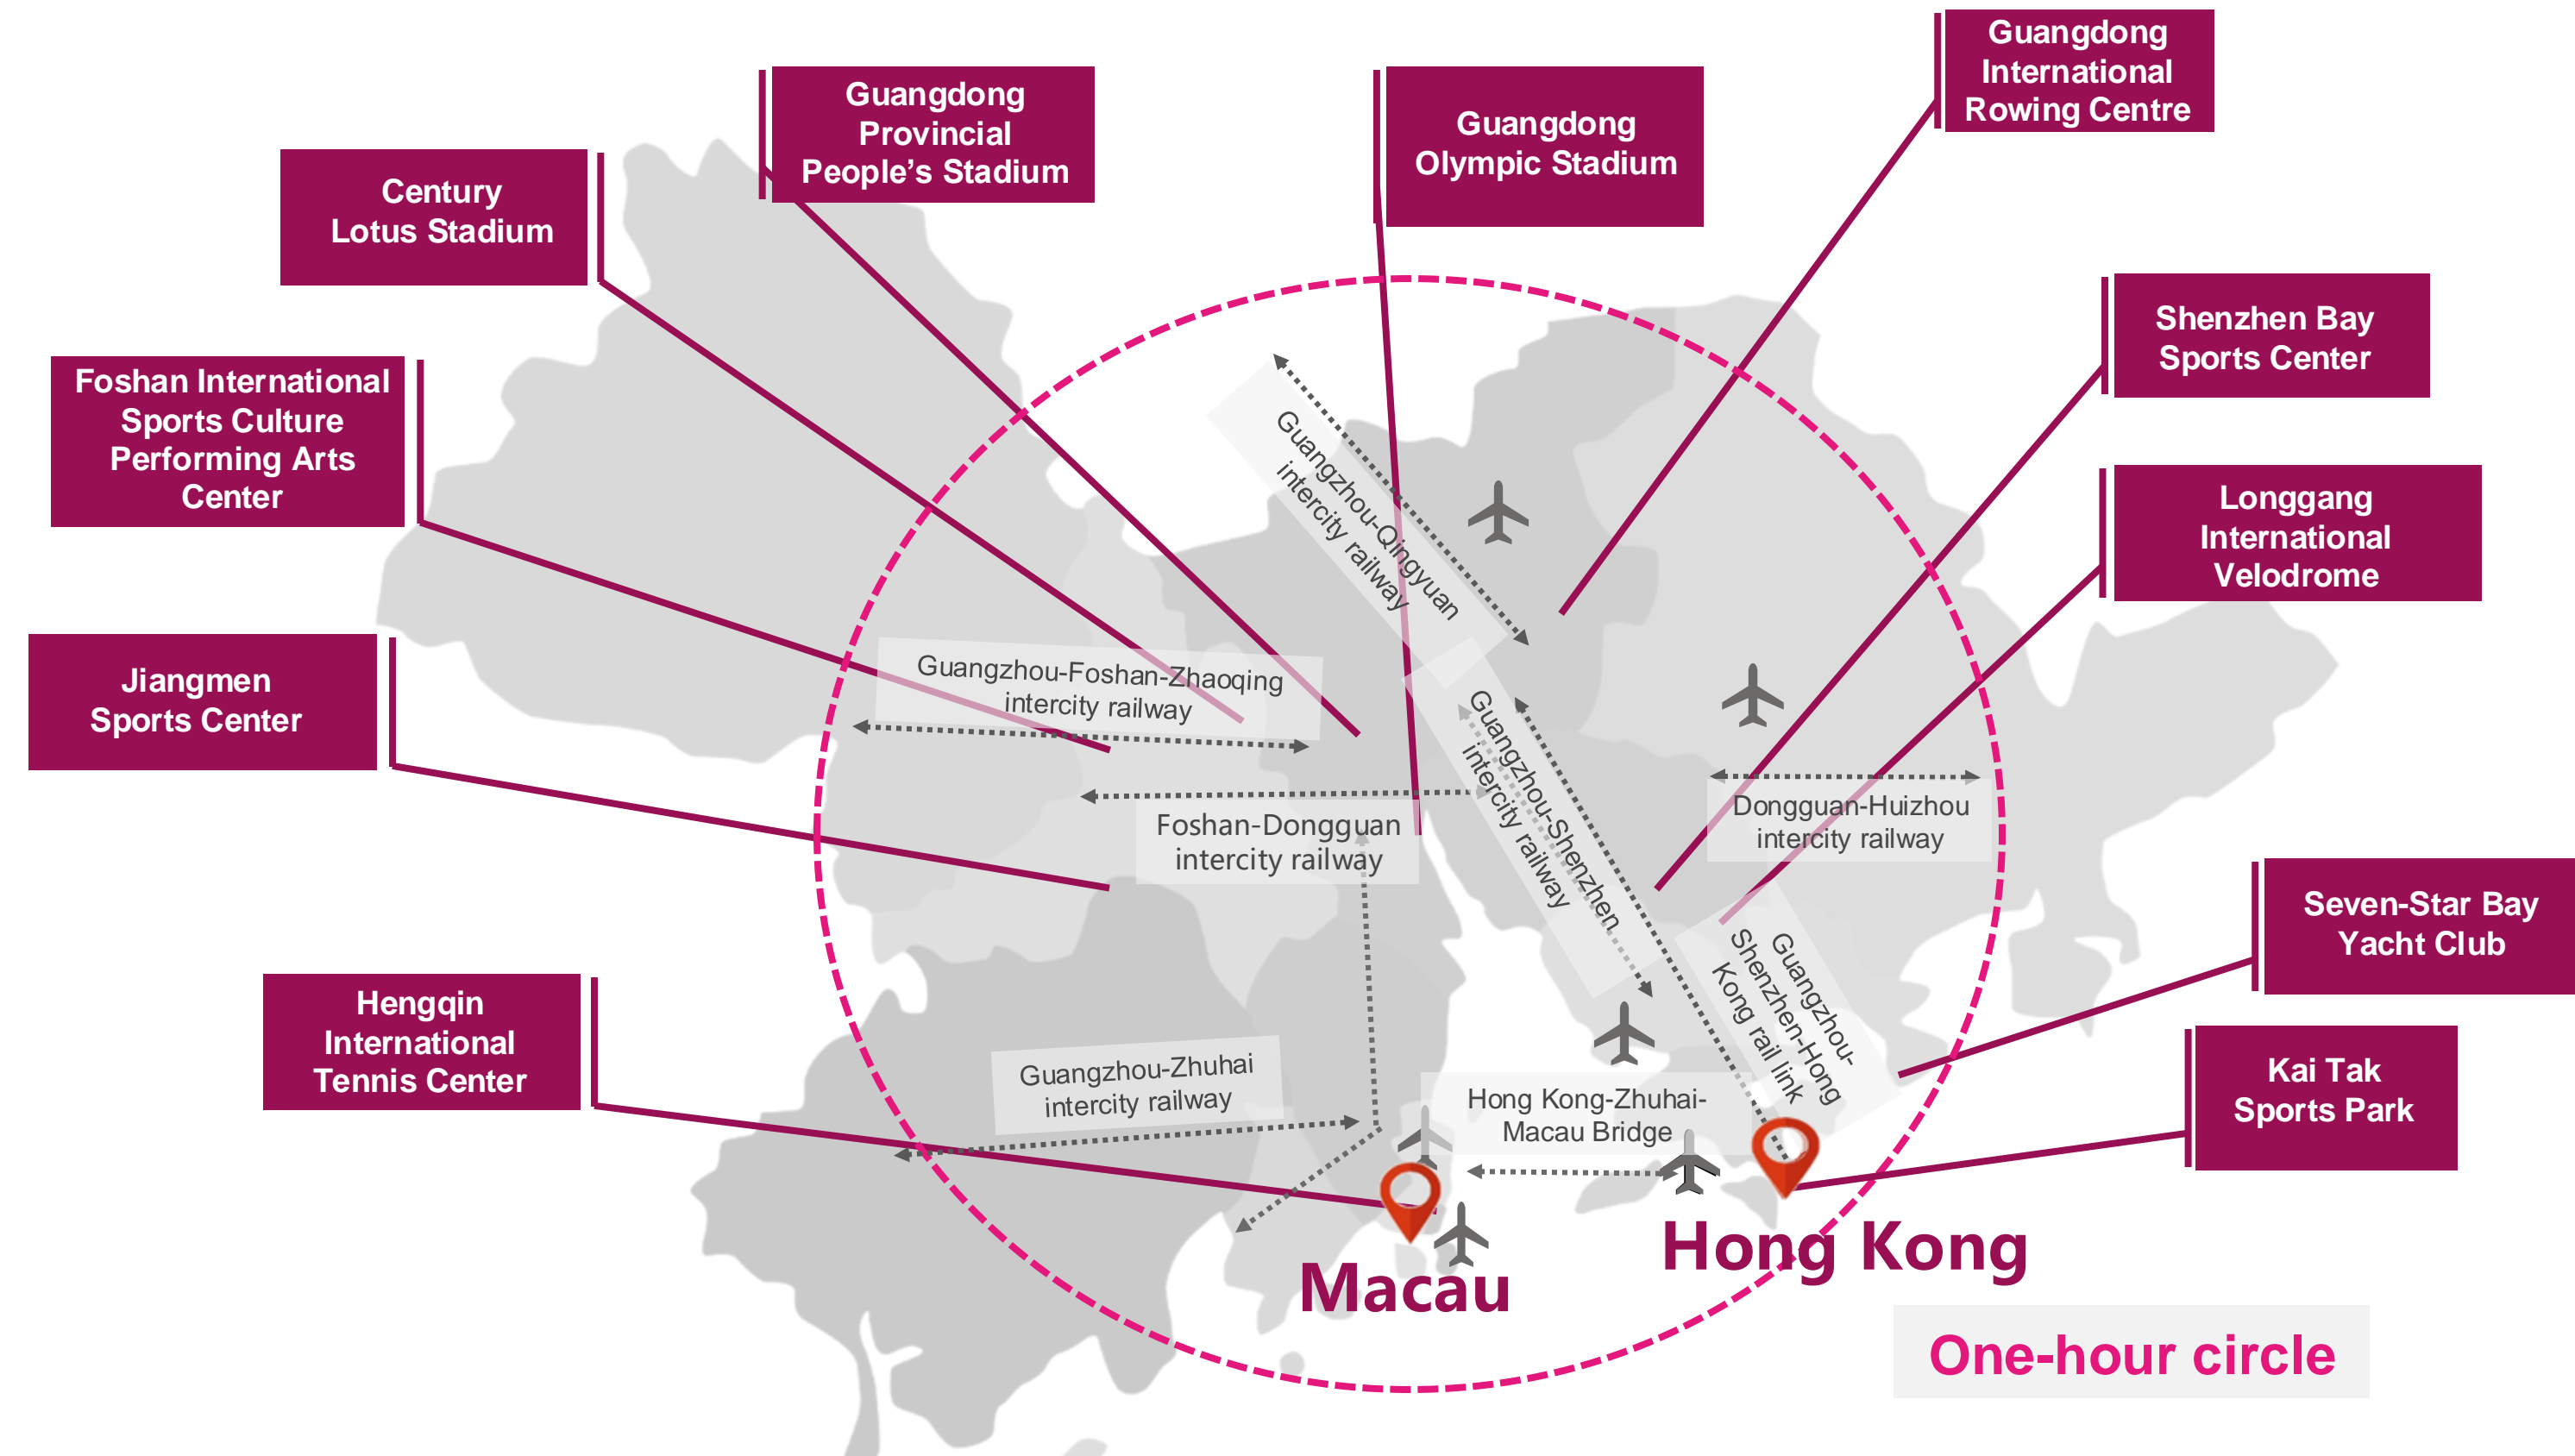 Guangdong
International
Rowing Centre
Guangdong
Provincial
People’s Stadium
Guangdong
Olympic Stadium
Century
Lotus Stadium
Shenzhen Bay
Sports Center
Foshan International
Sports Culture
Performing Arts
Center
Longgang
International
Velodrome
Jiangmen
Sports Center
Guangzhou-Qingyuan
intercity railway
Guangzhou-Foshan-Zhaoqing
intercity railway
Guangzhou-Shenzhen
intercity railway
Foshan-Dongguan
intercity railway
Dongguan-Huizhou
intercity railway
Seven-Star Bay
Yacht Club
Hengqin
International
Tennis Center
Guangzhou-
Shenzhen-Hong
Kong rail link
Guangzhou-Zhuhai
intercity railway
Hong Kong-Zhuhai-
Macau Bridge
Kai Tak
Sports Park
Hong Kong
Macau
One-hour circle